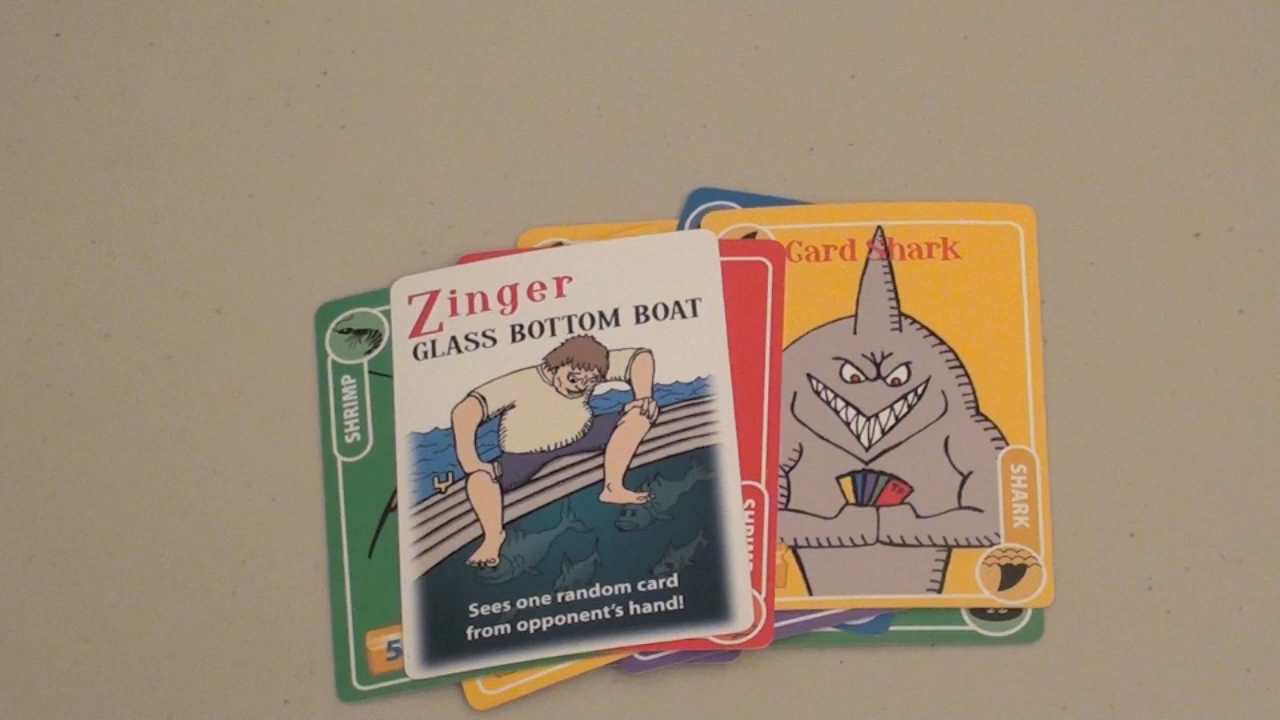 Zinger
GLASS BOTTOM BOAT
Sees one random card
from opponent's hand!
SHRIMP
5
Card Shark
SHARK